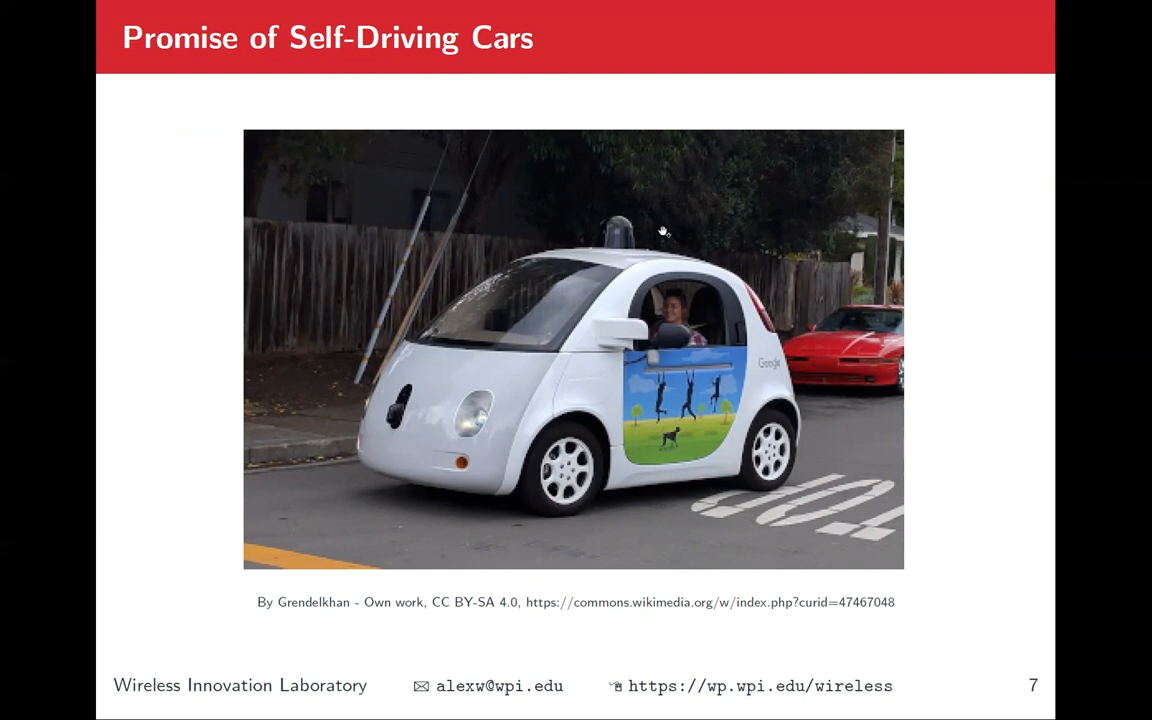 Promise of Self-Driving Cars
Google
By Grendelkhan - Own work, CC BY-SA 4.0, https://commons.wikimedia.org/w/index.php?curid=47467048
Wireless Innovation Laboratory alexw@wpi.edu https://wp.wpi.edu/wireless 7